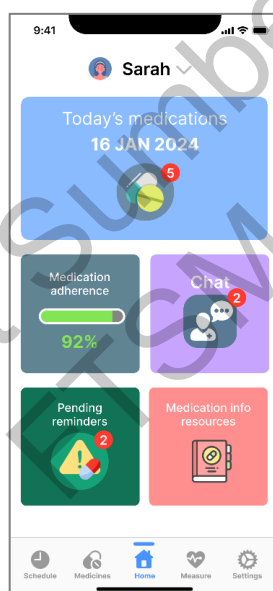 9:41
Sarah
Today's medications
16 JAN 2024
5
Medication
adherence
92%
Chat
2
Pending
reminders
2
Medication info
resources
Schedule
Medicines
Home
Measure
Settings